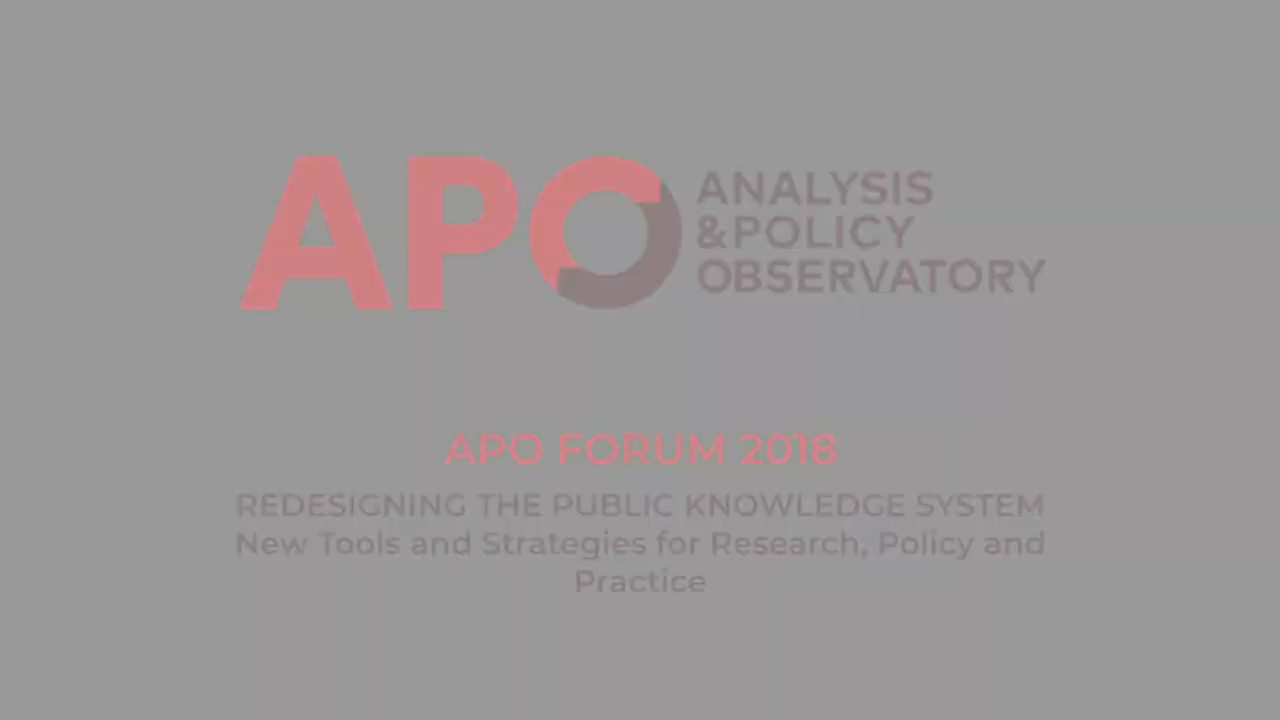 APO
ANALYSIS
&POLICY
OBSERVATORY
APO FORUM 2018
REDESIGNING THE PUBLIC KNOWLEDGE SYSTEM
New Tools and Strategies for Research, Policy and
Practice